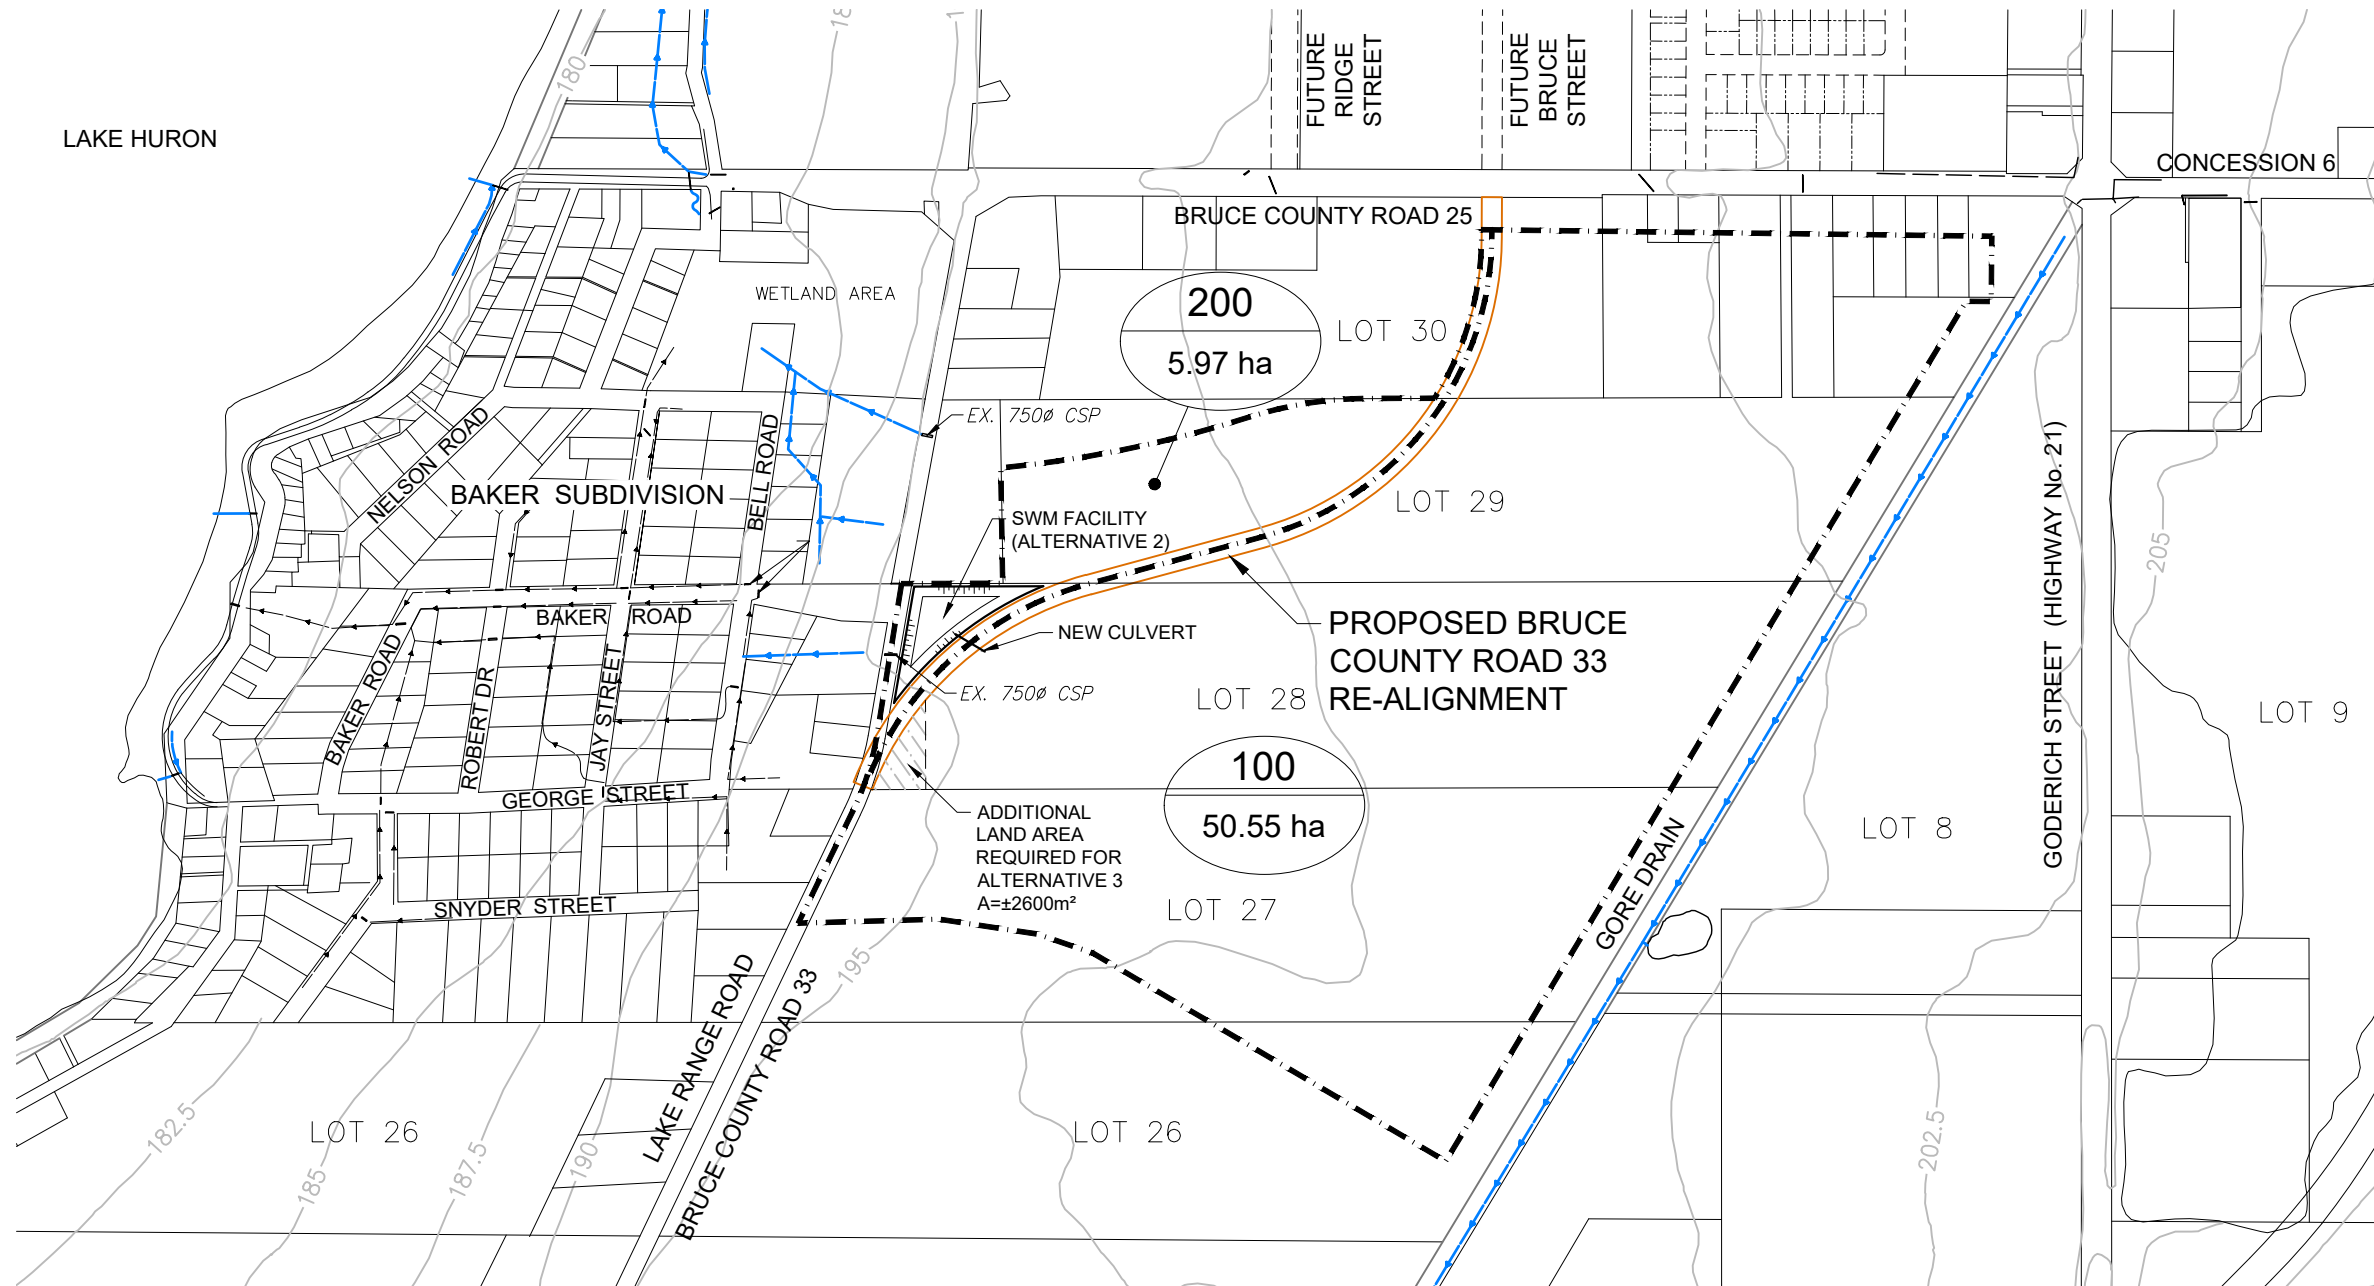 LAKE HURON
180
FUTURE
RIDGE
STREET
FUTURE
BRUCE
STREET
CONCESSION 6
BRUCE COUNTY ROAD 25
WETLAND AREA
200
5.97 ha
LOT 30
EX. 750ø CSP
NELSON ROAD
BAKER SUBDIVISION
BELL ROAD
LOT 29
SWM FACILITY
(ALTERNATIVE 2)
GODERICH STREET (HIGHWAY No. 21)
205
BAKER ROAD
NEW CULVERT
PROPOSED BRUCE
COUNTY ROAD 33
RE-ALIGNMENT
BAKER ROAD
ROBERT DR
JAY STREET
EX. 750ø CSP
LOT 28
LOT 9
100
50.55 ha
GEORGE STREET
ADDITIONAL
LAND AREA
REQUIRED FOR
ALTERNATIVE 3
A=±2600m²
LOT 8
GORE DRAIN
SNYDER STREET
LOT 27
195
LAKE RANGE ROAD
BRUCE COUNTY ROAD 33
182.5
LOT 26
185
187.5
190
LOT 26
202.5